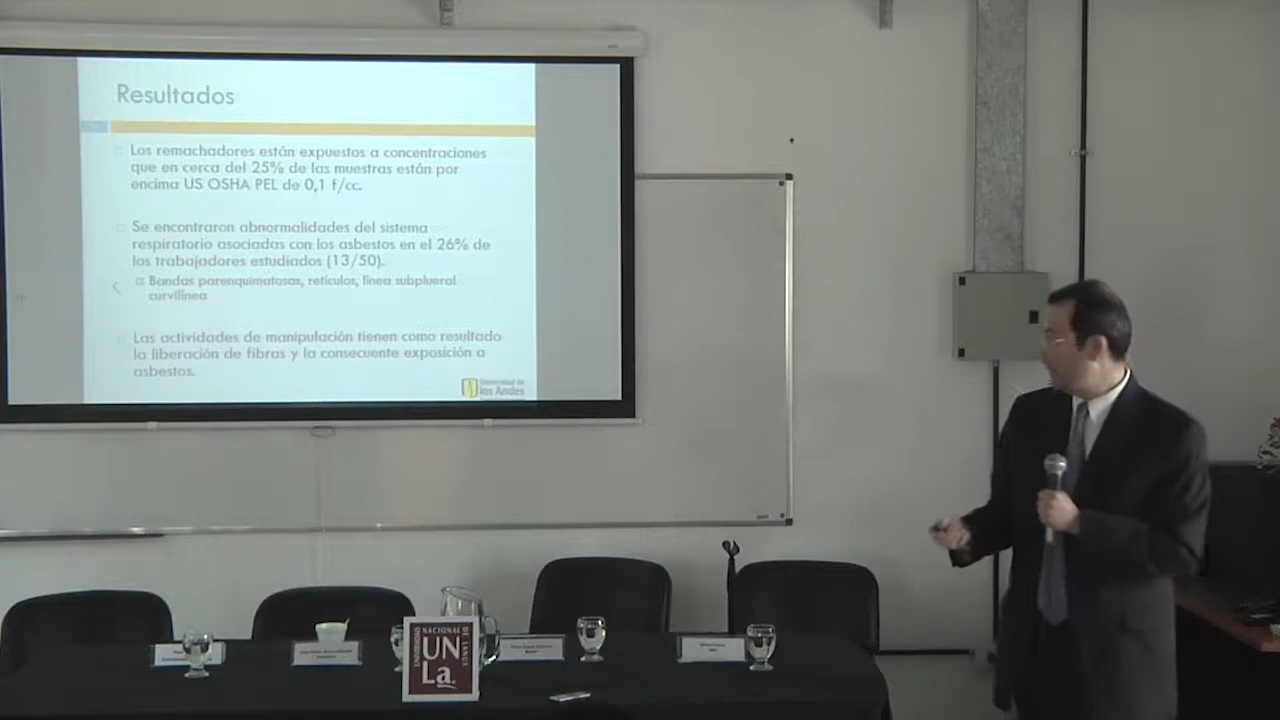 Resultados
Los remachadores están expuestos a concentraciones
que en cerca del 25% de las muestras están por
encima US OSHA PEL de 0,1 f/cc.
Se encontraron abnormalidades del sistema
respiratorio asociadas con los asbestos en el 26% de
los trabajadores estudiados (13/50).
Bandas parenquimatosas, retículos, línea subplueral
curvilínea
Las actividades de manipulación tienen como resultado
la liberación de fibras y la consecuente exposición a
asbestos.
Universidad de
los Andes
UNIVERSIDAD
NACIONAL
DE LANUS
UN
La.